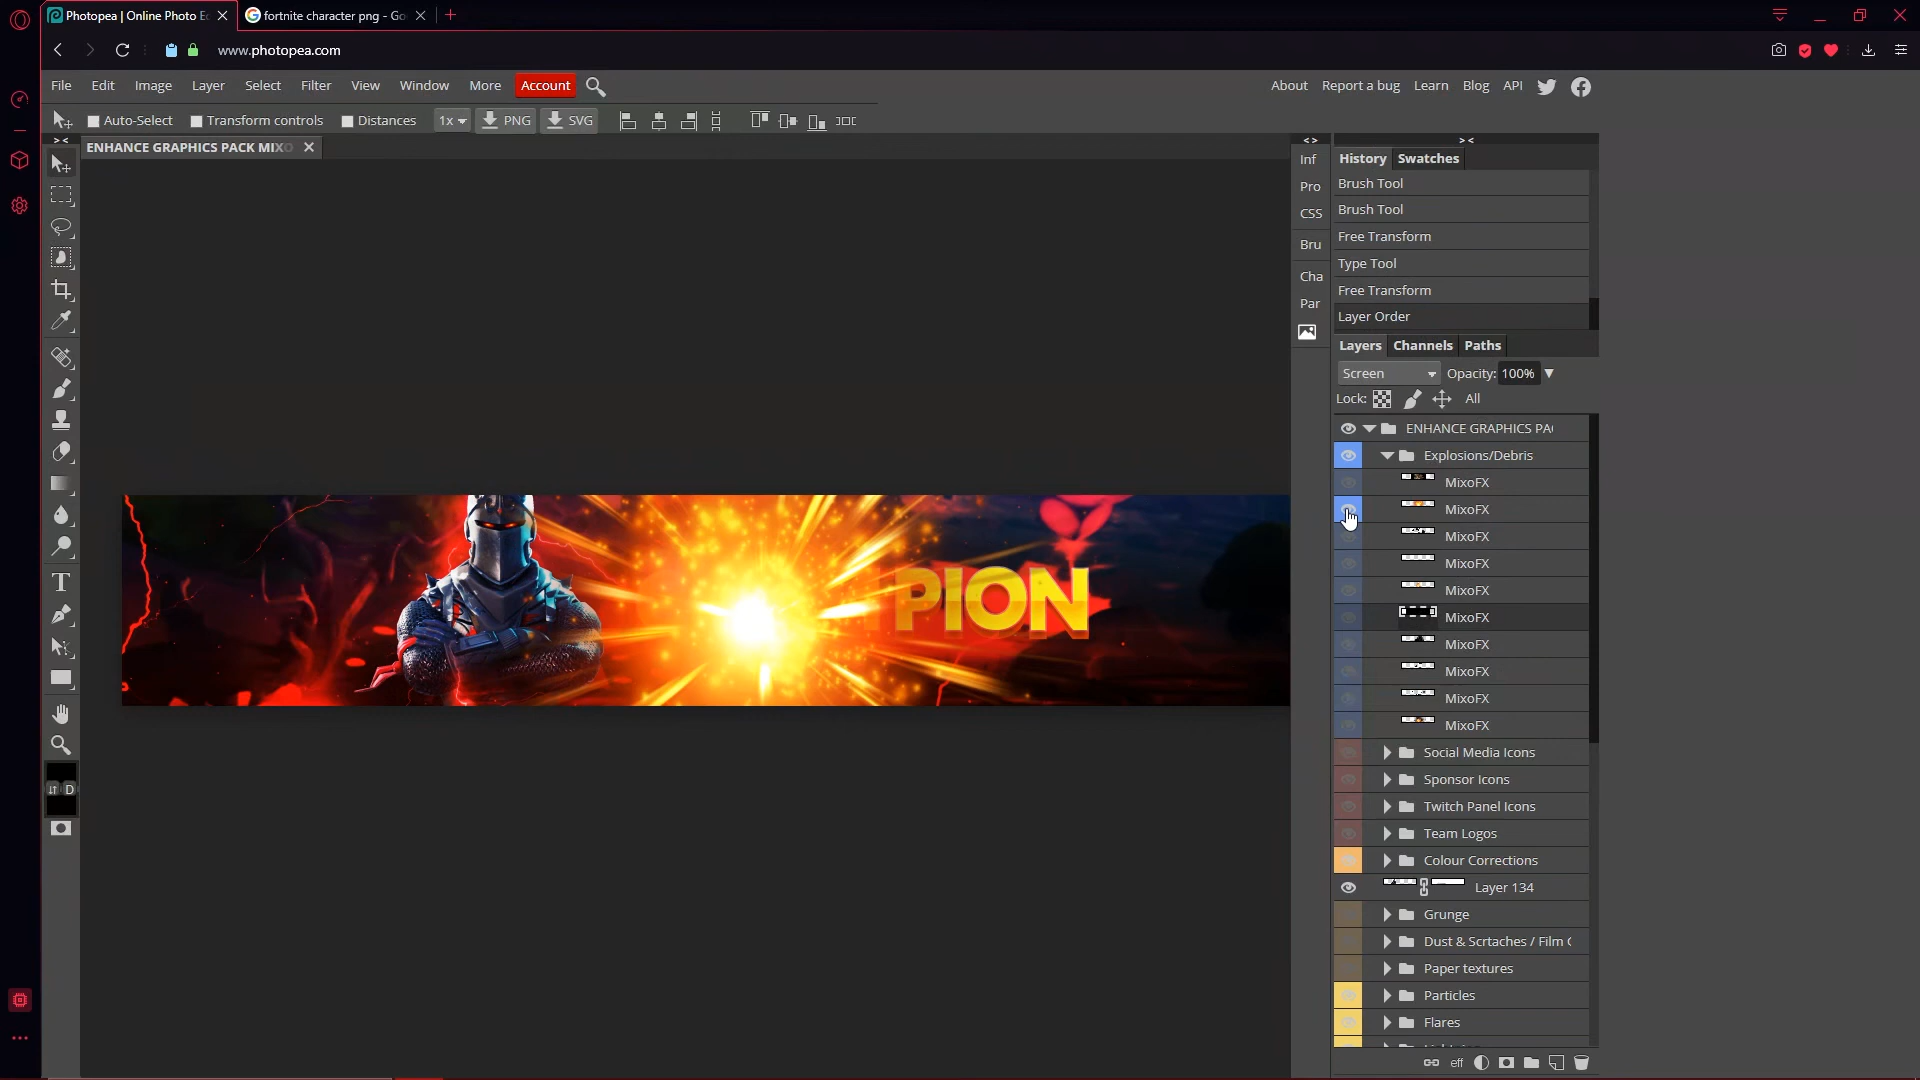 Photopea | Online Photo E
fortnite character png - Go
www.photopea.com
File Edit Image Layer Select Filter View Window More Account
About Report a bug Learn Blog API
Auto-Select Transform controls Distances 1x PNG SVG
ENHANCE GRAPHICS PACK MIXO
> <
< >
> <
Inf
Pro
CSS
Bru
Cha
Par
History Swatches
Brush Tool
Brush Tool
Free Transform
Type Tool
Free Transform
Layer Order
Layers Channels Paths
Screen Opacity: 100%
Lock: All
ENHANCE GRAPHICS PA
Explosions/Debris
MixoFX
MixoFX
MixoFX
MixoFX
MixoFX
MixoFX
MixoFX
MixoFX
MixoFX
MixoFX
Social Media Icons
Sponsor Icons
Twitch Panel Icons
Team Logos
Colour Corrections
Layer 134
Grunge
Dust & Scrtaches / Film
Paper textures
Particles
Flares
eff
PION
D